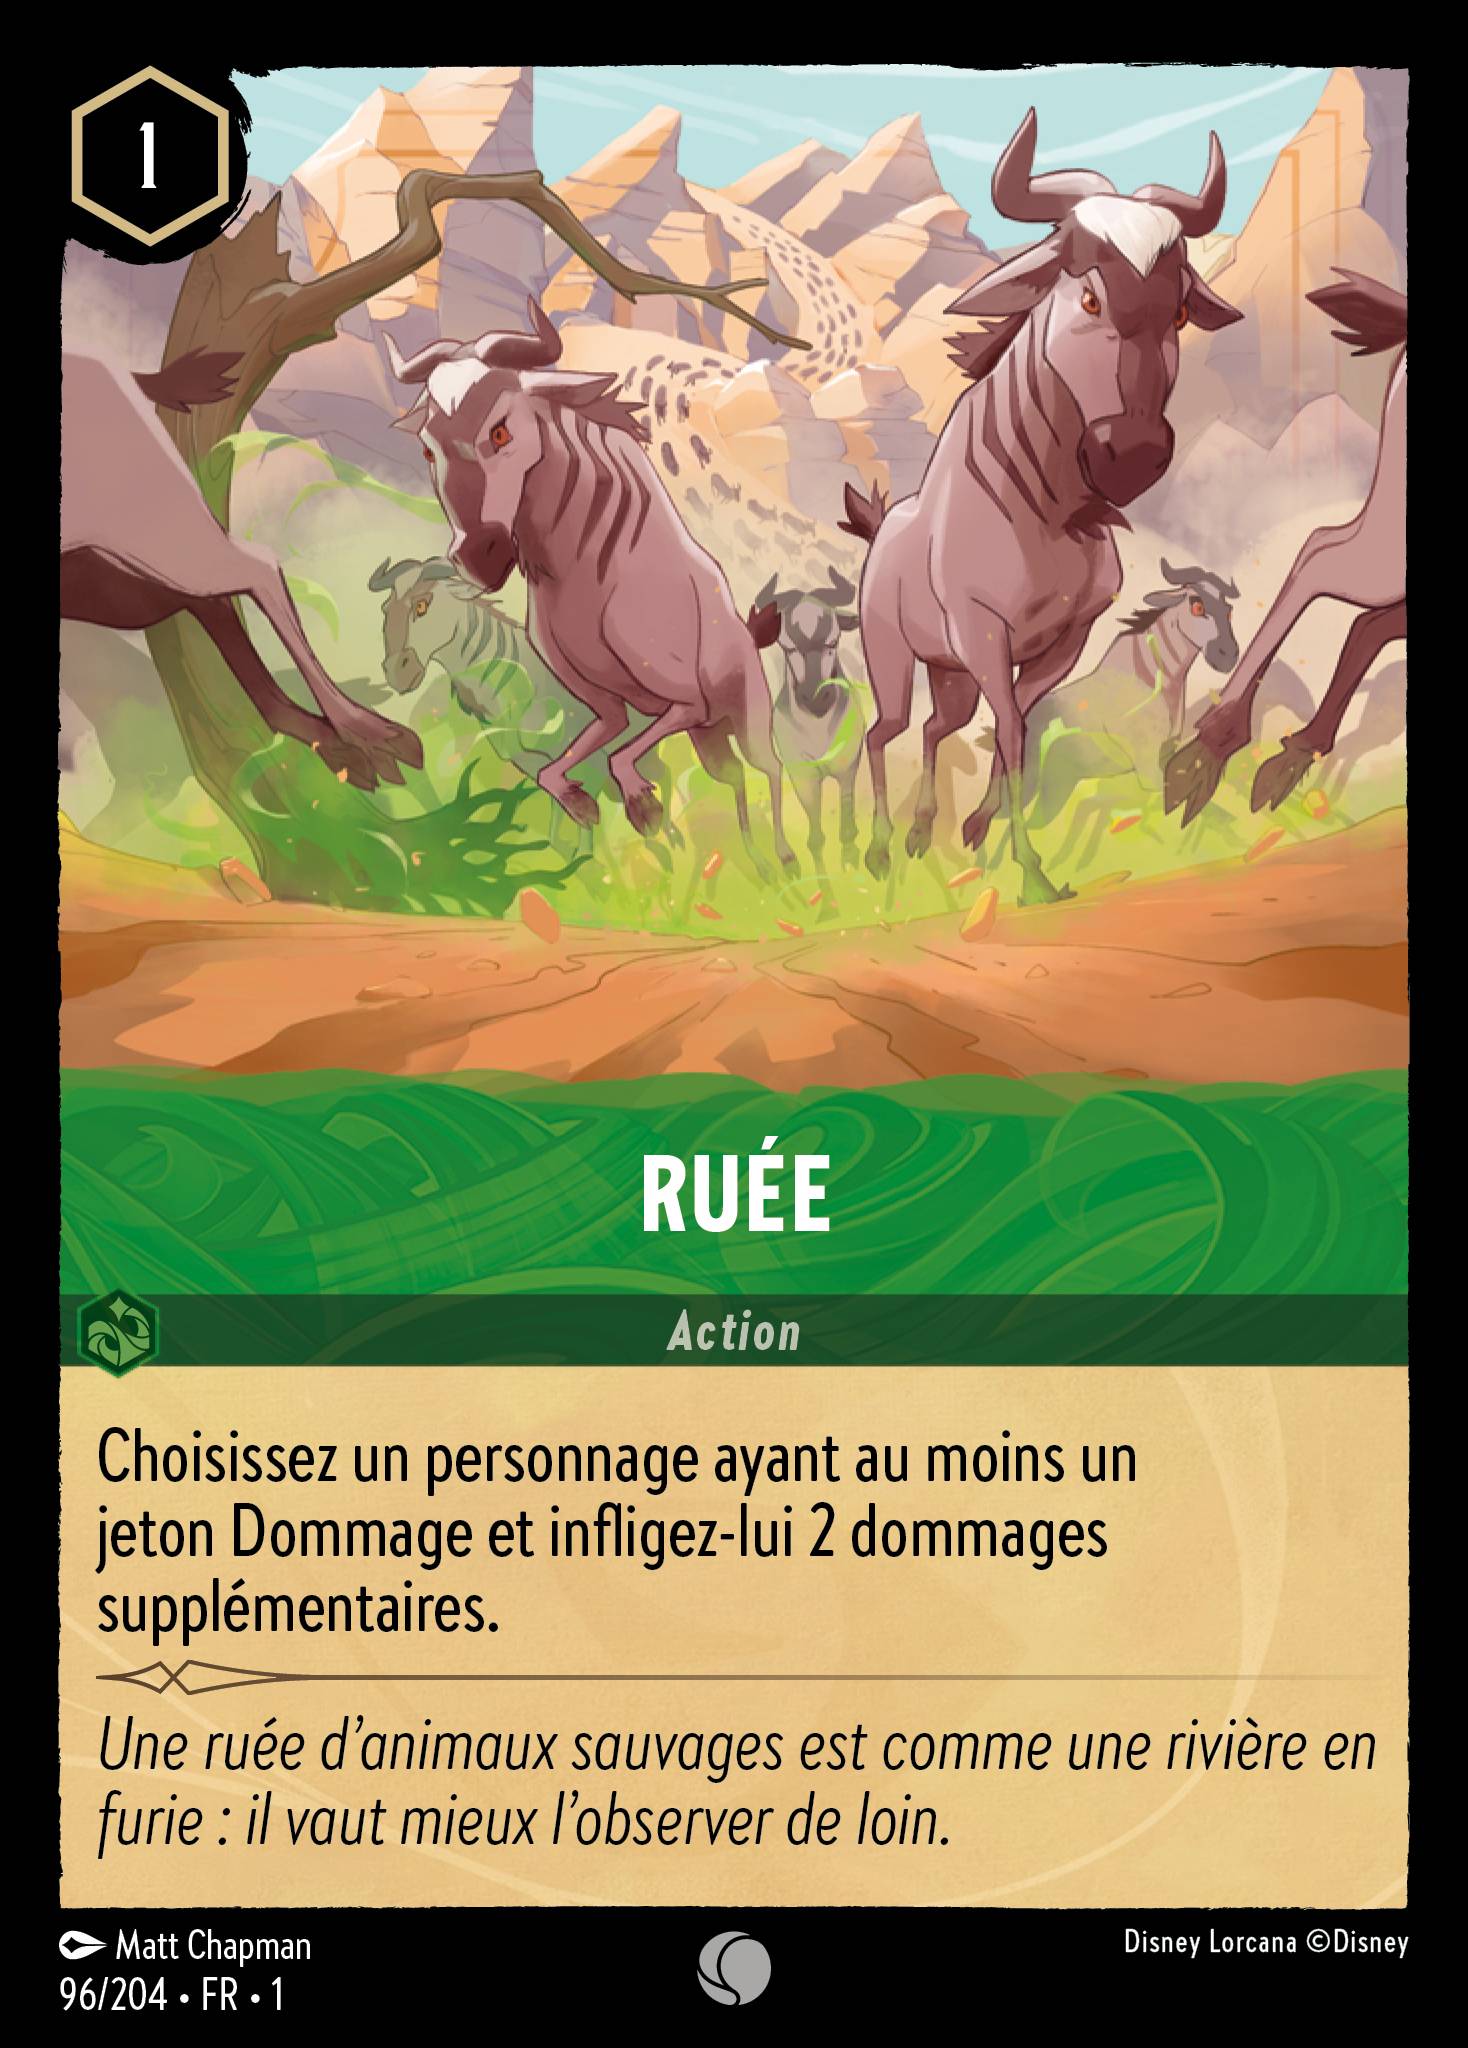 1
RUÉE
Action
Choisissez un personnage ayant au moins un
jeton Dommage et infligez-lui 2 dommages
supplémentaires.
Une ruée d’animaux sauvages est comme une rivière en
furie : il vaut mieux l’observer de loin.
Matt Chapman
Disney Lorcana ©Disney
96/204 • FR • 1